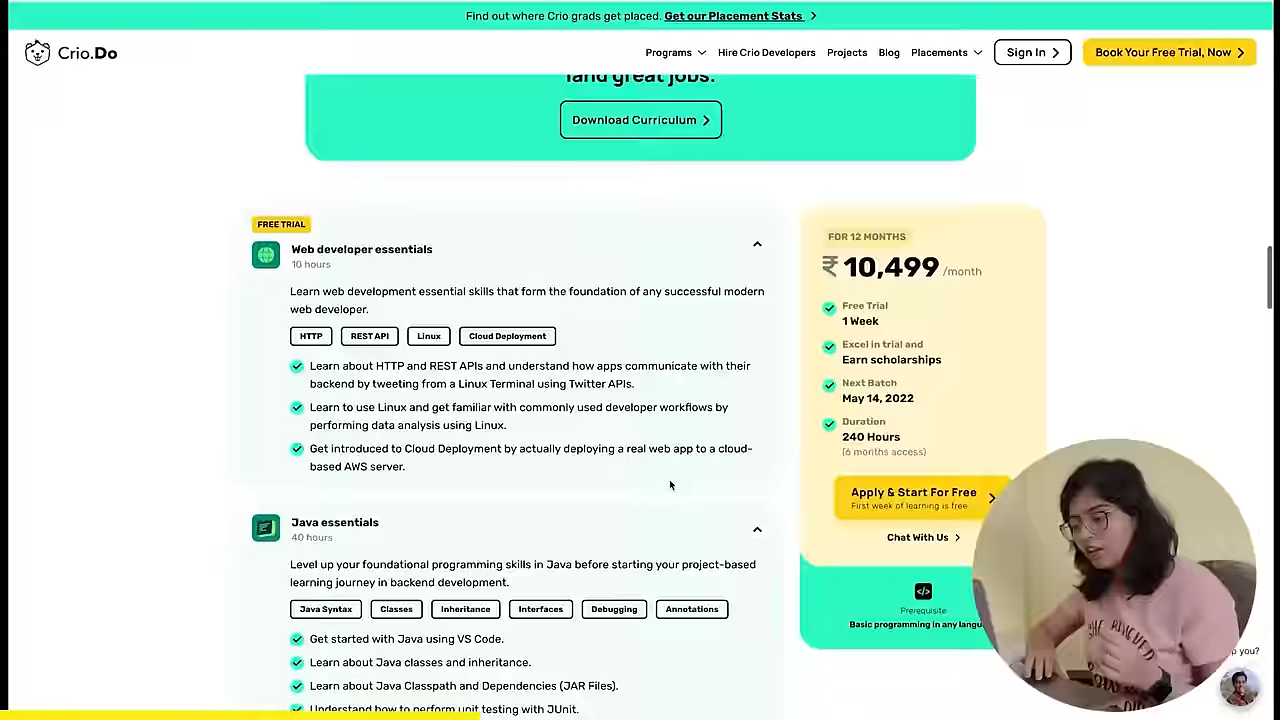 Find out where Crio grads get placed. Get our Placement Stats
Crio.Do
Programs
Hire Crio Developers
Projects
Blog
Placements
Sign In
Book Your Free Trial, Now
land great jobs.
Download Curriculum
FREE TRIAL
Web developer essentials
10 hours
Learn web development essential skills that form the foundation of any successful modern
web developer.
HTTP
REST API
Linux
Cloud Deployment
Learn about HTTP and REST APIs and understand how apps communicate with their
backend by tweeting from a Linux Terminal using Twitter APIs.
Learn to use Linux and get familiar with commonly used developer workflows by
performing data analysis using Linux.
Get introduced to Cloud Deployment by actually deploying a real web app to a cloud-
based AWS server.
Java essentials
40 hours
Level up your foundational programming skills in Java before starting your project-based
learning journey in backend development.
Java Syntax
Classes
Inheritance
Interfaces
Debugging
Annotations
Get started with Java using VS Code.
Learn about Java classes and inheritance.
Learn about Java Classpath and Dependencies (JAR Files).
Understand how to perform unit testing with JUnit.
FOR 12 MONTHS
₹ 10,499 /month
Free Trial
1 Week
Excel in trial and
Earn scholarships
Next Batch
May 14, 2022
Duration
240 Hours
(6 months access)
Apply & Start For Free
First week of learning is free
Chat With Us
</>
Prerequisite
Basic programming in any
you?